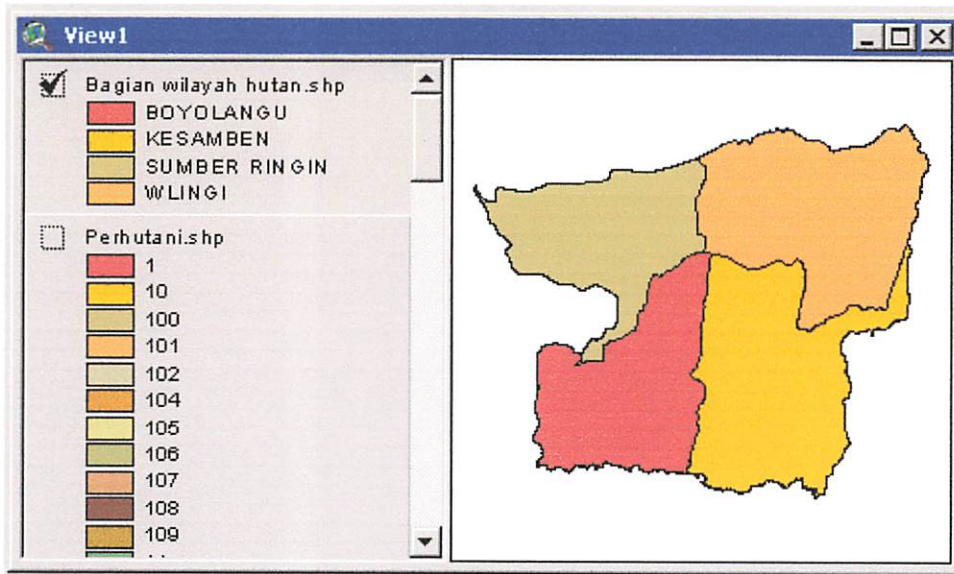 View1
Bagian wilayah hutan.shp
BOYOLANGU
KESAMBEN
SUMBER RINGIN
WLINGI
Perhutani.shp
1
10
100
101
102
104
105
106
107
108
109